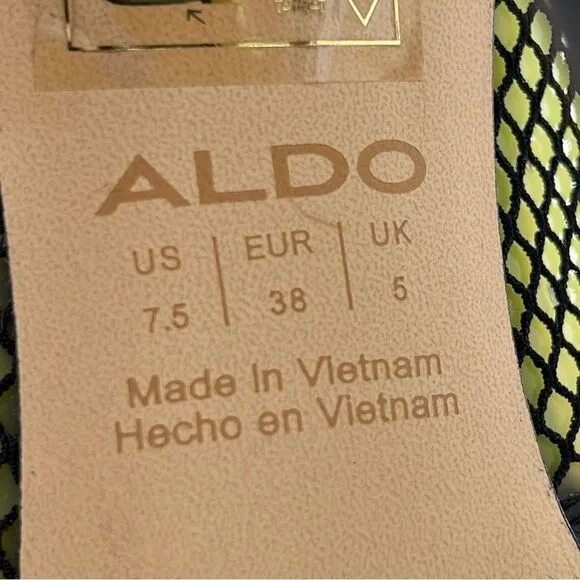 ALDO
US | EUR | UK
7.5 | 38 | 5
Made In Vietnam
Hecho en Vietnam